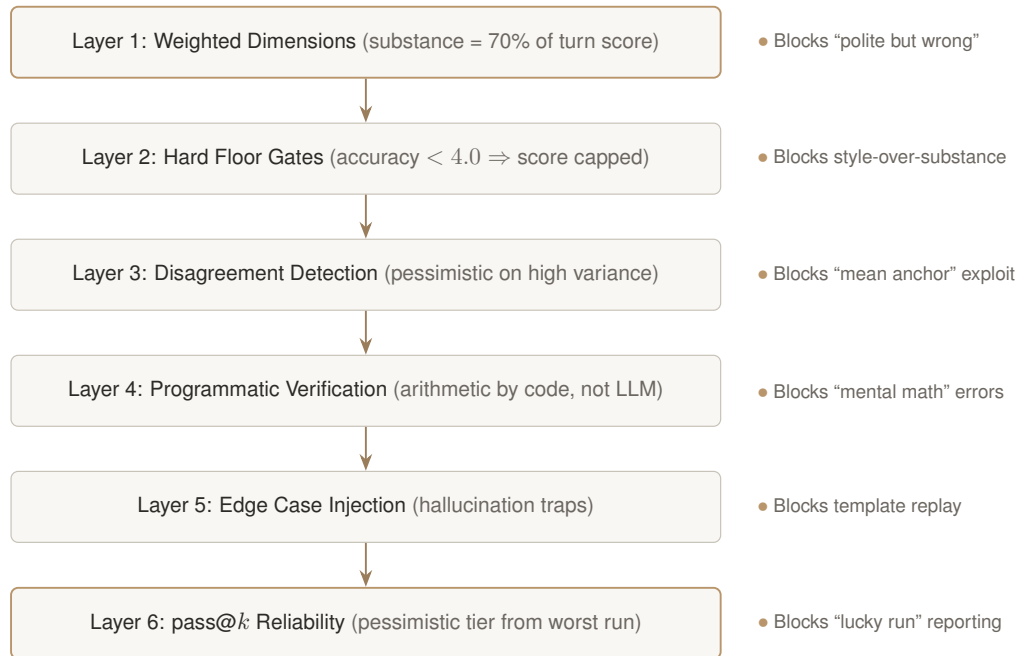 Layer 1: Weighted Dimensions (substance = 70% of turn score)
● Blocks “polite but wrong”
Layer 2: Hard Floor Gates (accuracy < 4.0 ⇒ score capped)
● Blocks style-over-substance
Layer 3: Disagreement Detection (pessimistic on high variance)
● Blocks “mean anchor” exploit
Layer 4: Programmatic Verification (arithmetic by code, not LLM)
● Blocks “mental math” errors
Layer 5: Edge Case Injection (hallucination traps)
● Blocks template replay
Layer 6: pass@k Reliability (pessimistic tier from worst run)
● Blocks “lucky run” reporting